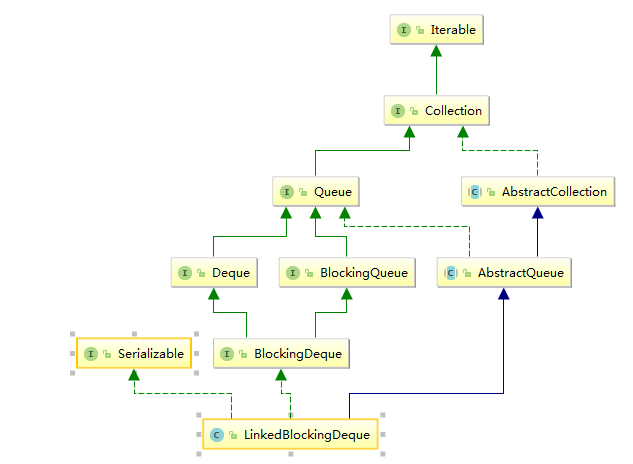 I Iterable
I Collection
I Queue
C AbstractCollection
I Deque
I BlockingQueue
C AbstractQueue
I Serializable
I BlockingDeque
C LinkedBlockingDeque